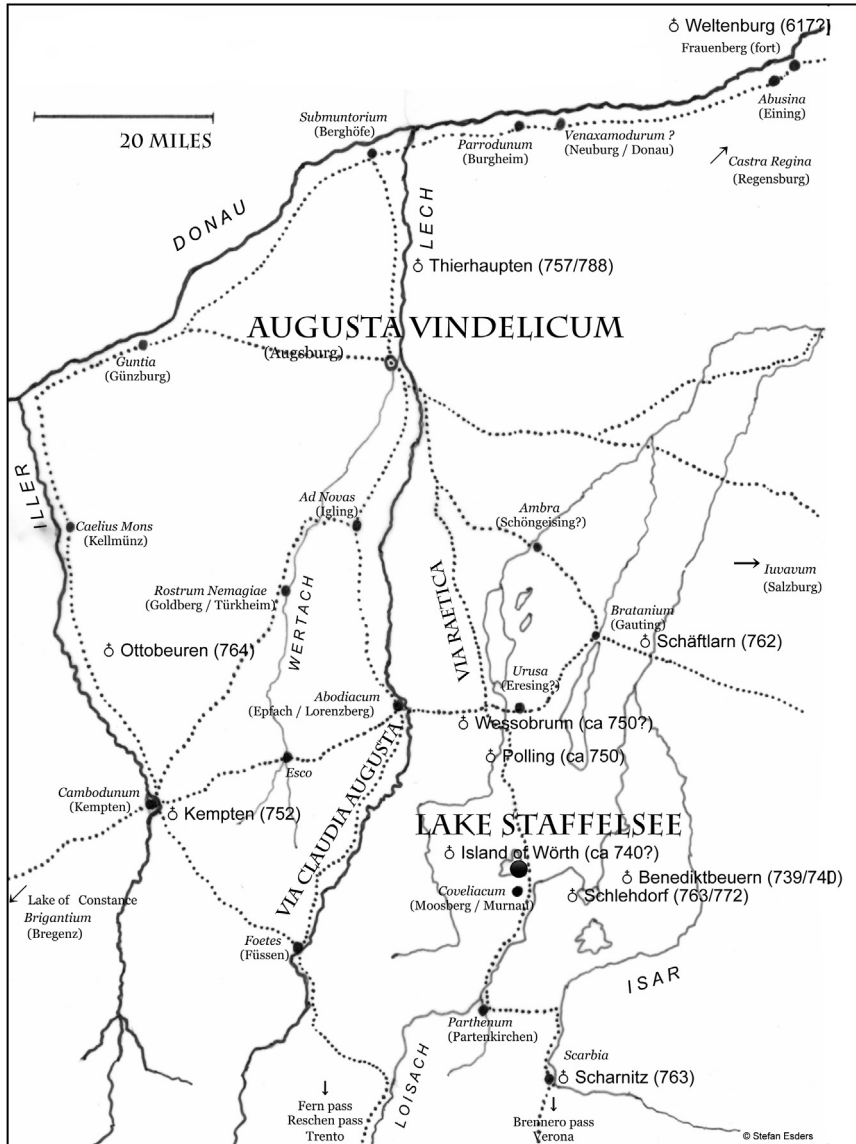 ♁ Weltenburg (617?)
Frauenberg (fort)
Abusina
(Eining)
Submuntorium
(Berghöfe)
20 MILES
Parrodunum
(Burgheim)
Venaxamodurum ?
(Neuburg / Donau)
Castra Regina
(Regensburg)
DONAU
LECH
♁ Thierhaupten (757/788)
AUGUSTA VINDELICUM
(Augsburg)
Guntia
(Günzburg)
ILLER
Caelius Mons
(Kellmünz)
Ad Novas
(Igling)
Ambra
(Schöngeising?)
Iuvavum
(Salzburg)
Rostrum Nemagiae
(Goldberg / Türkheim)
WERTACH
VIA RAETICA
Bratanium
(Gauting)
♁ Schäftlarn (762)
♁ Ottobeuren (764)
Urusa
(Eresing?)
Abodiacum
(Epfach / Lorenzberg)
♁ Wessobrunn (ca 750?)
♁ Polling (ca 750)
Esco
VIA CLAUDIA AUGUSTA
Cambodunum
(Kempten)
♁ Kempten (752)
LAKE STAFFELSEE
♁ Island of Wörth (ca 740?)
♁ Benediktbeuern (739/740)
♁ Schlehdorf (763/772)
Coveliacum
(Moosberg / Murnau)
Lake of Constance
Brigantium
(Bregenz)
Foetes
(Füssen)
ISAR
Parthenum
(Partenkirchen)
LOISACH
Scarbia
♁ Scharnitz (763)
Fern pass
Reschen pass
Trento
Brennero pass
Verona
© Stefan Esders